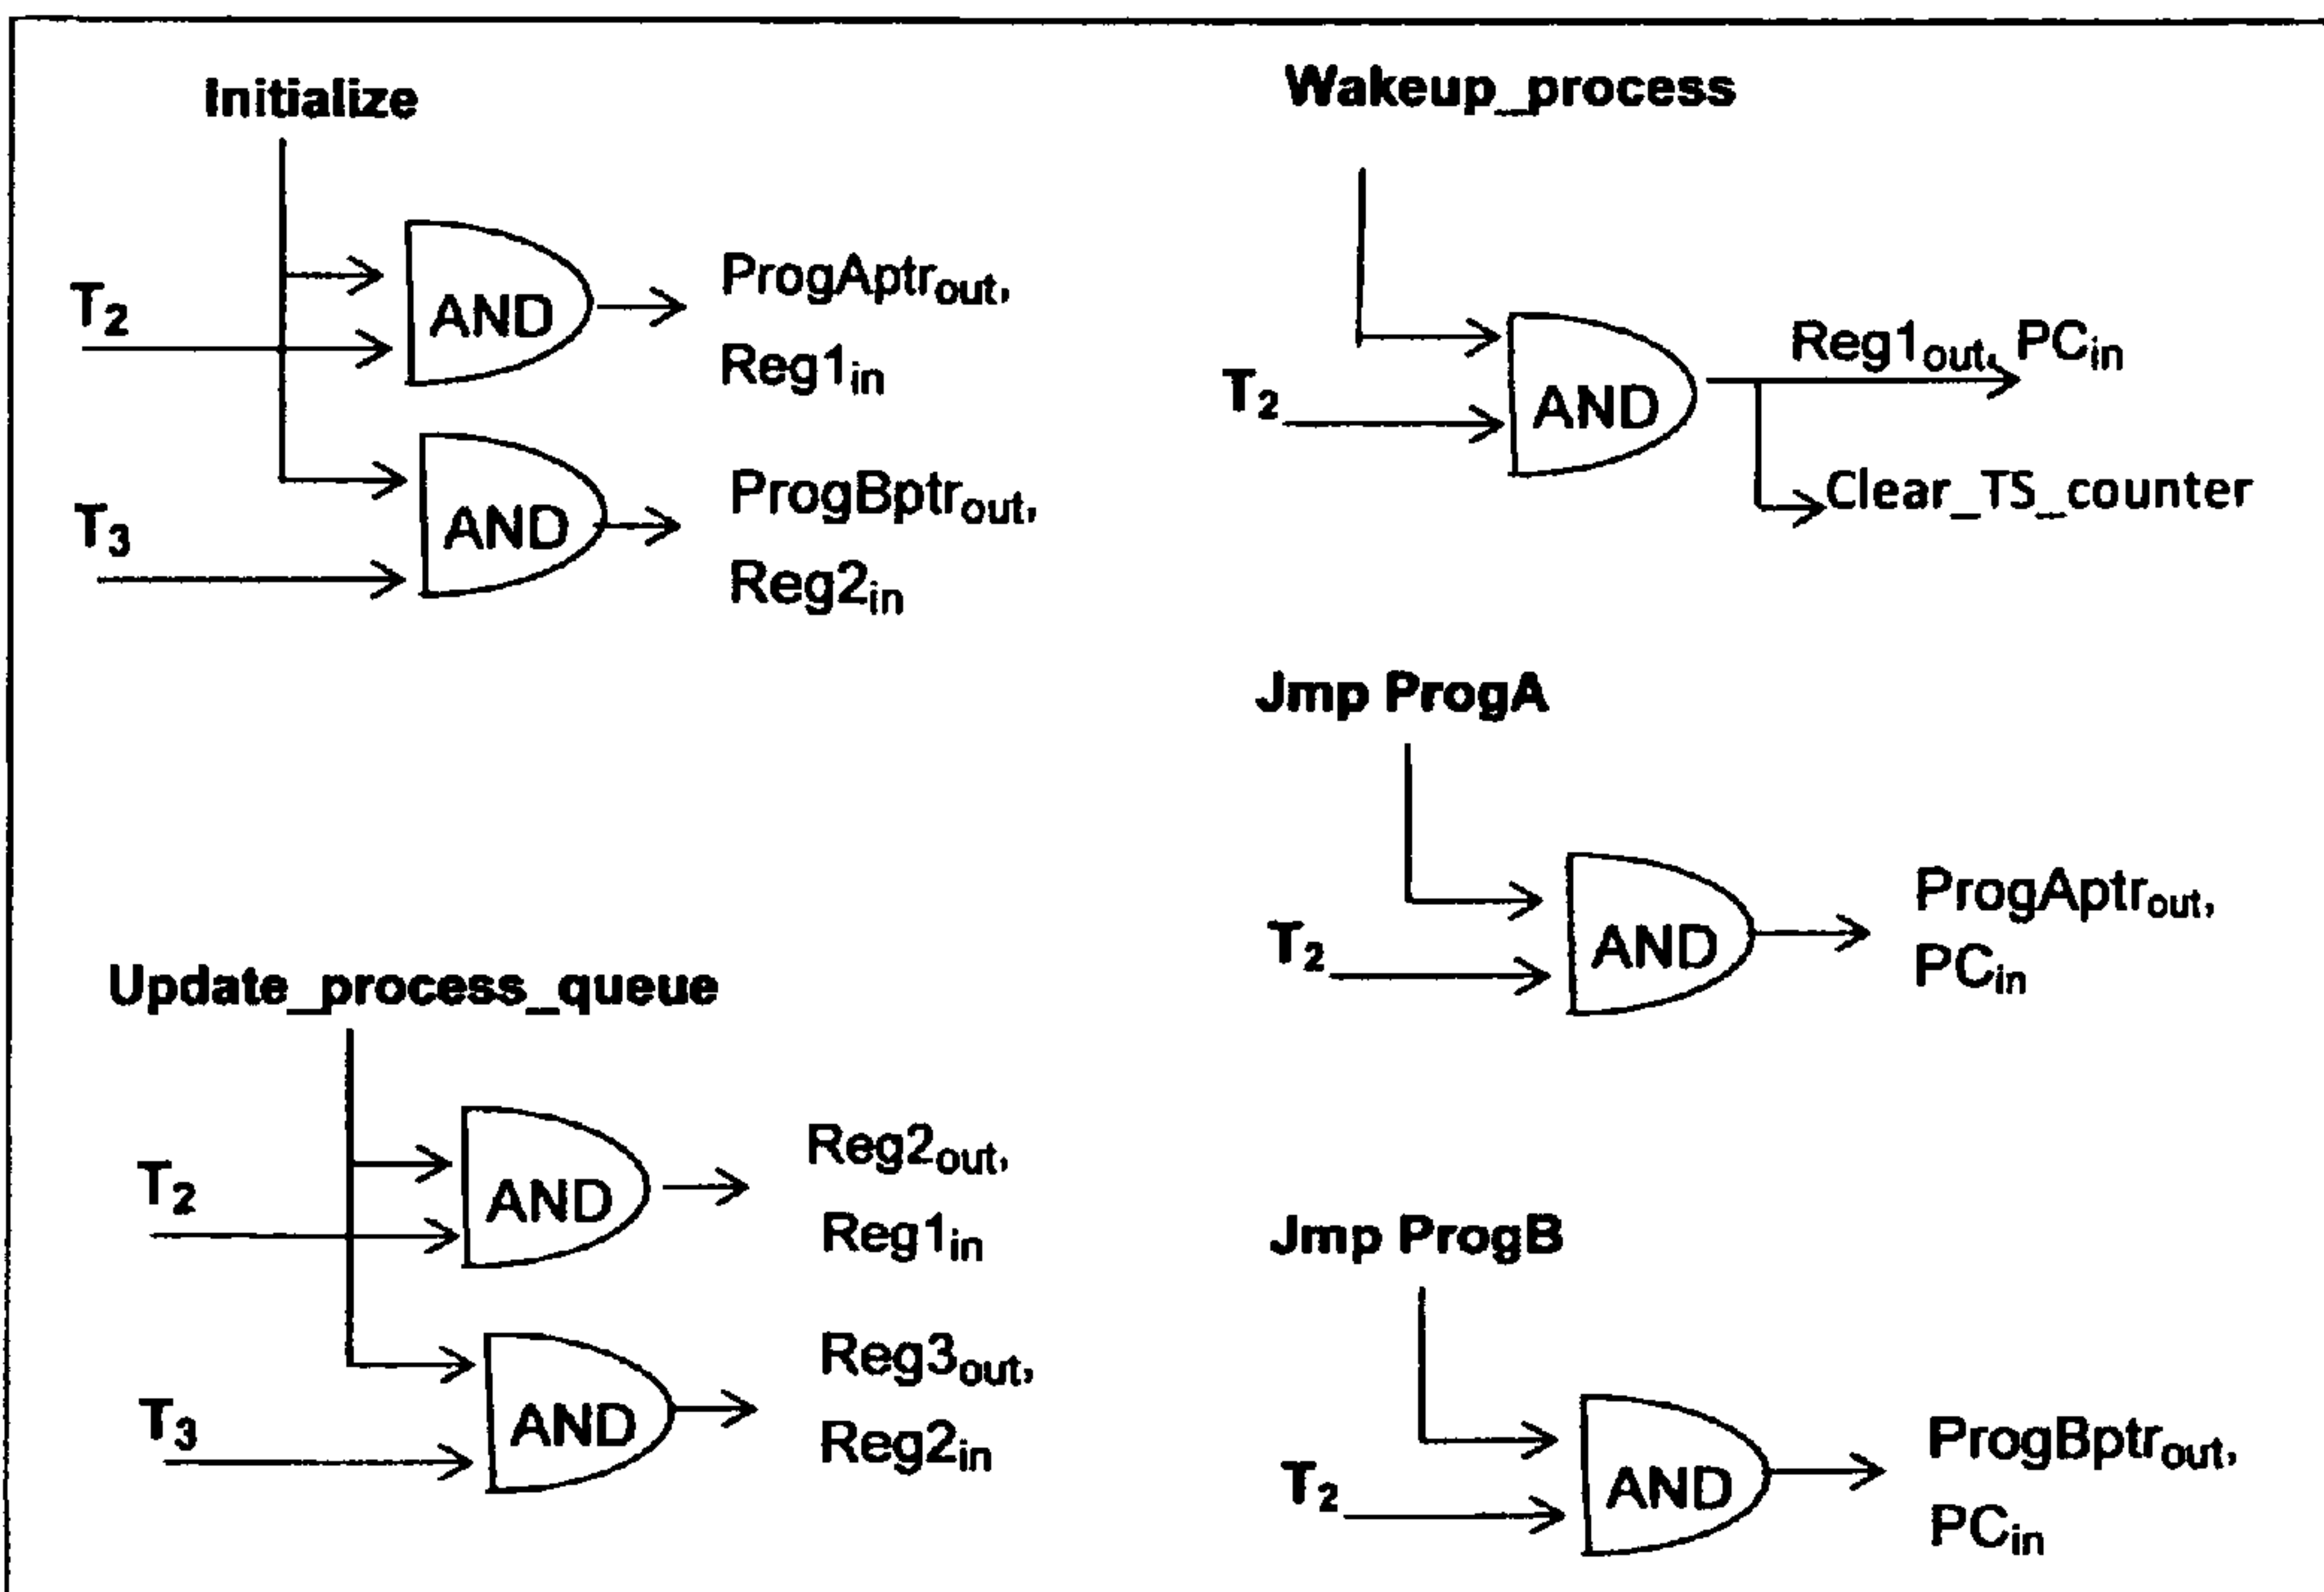 Initialize
T2
AND
ProgAptrout,
Reg1in
T3
AND
ProgBptrout,
Reg2in
Wakeup_process
T2
AND
Reg1out, PCin
Clear_TS_counter
Jmp ProgA
T2
AND
ProgAptrout,
PCin
Update_process_queue
T2
AND
Reg2out,
Reg1in
T3
AND
Reg3out,
Reg2in
Jmp ProgB
T2
AND
ProgBptrout,
PCin